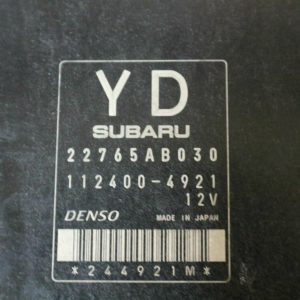 YD
SUBARU
22765AB030
112400-4921
12V
DENSO MADE IN JAPAN
*244921M*